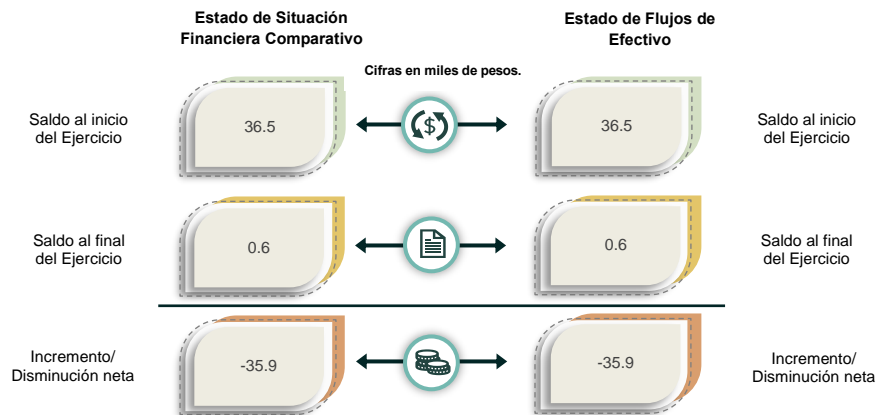 Estado de Situación
Financiera Comparativo
Estado de Flujos de
Efectivo
Cifras en miles de pesos.
Saldo al inicio
del Ejercicio
36.5
$
36.5
Saldo al inicio
del Ejercicio
Saldo al final
del Ejercicio
0.6
0.6
Saldo al final
del Ejercicio
Incremento/
Disminución neta
-35.9
-35.9
Incremento/
Disminución neta